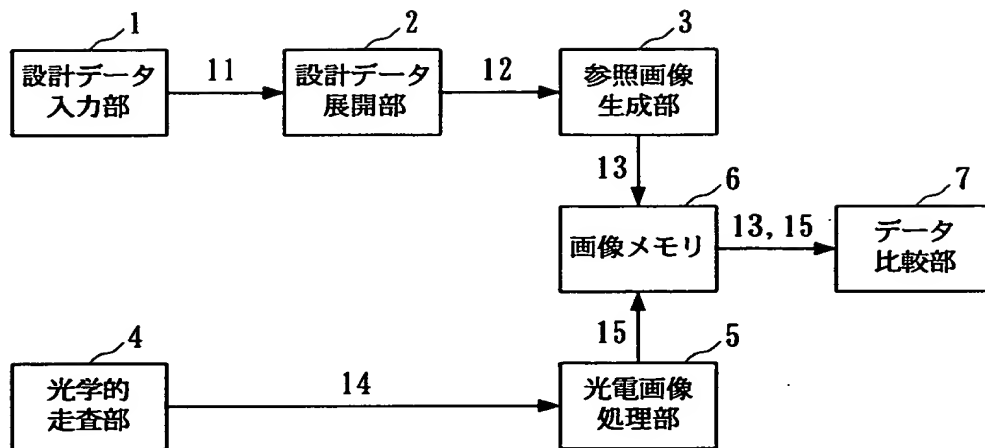 1
2
3
設計データ
入力部
11
設計データ
展開部
12
参照画像
生成部
13
6
7
画像メモリ
13, 15
データ
比較部
15
4
5
光学的
走査部
14
光電画像
処理部